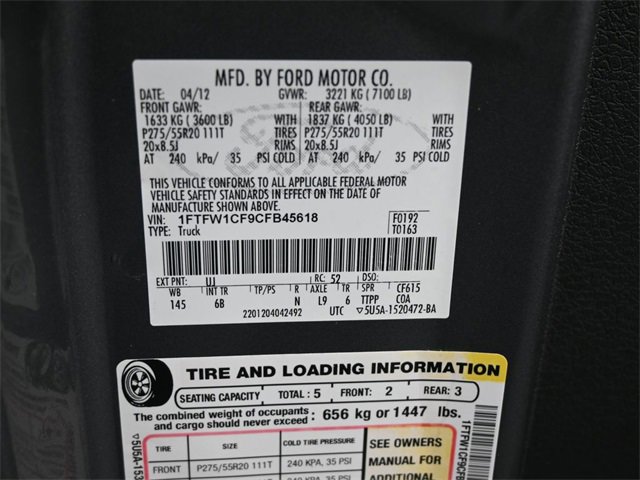 MFD. BY FORD MOTOR CO.
DATE: 04/12 GVWR: 3221 KG ( 7100 LB)
FRONT GAWR: REAR GAWR:
1633 KG ( 3600 LB) WITH 1837 KG ( 4050 LB) WITH
P275/55R20 111T TIRES P275/55R20 111T TIRES
20x8.5J RIMS 20x8.5J RIMS
AT 240 kPa/ 35 PSI COLD AT 240 kPa/ 35 PSI COLD
THIS VEHICLE CONFORMS TO ALL APPLICABLE FEDERAL MOTOR
VEHICLE SAFETY STANDARDS IN EFFECT ON THE DATE OF
MANUFACTURE SHOWN ABOVE.
VIN: 1FTFW1CF9CFB45618 F0192
TYPE: Truck T0163
EXT PNT: UJ RC: 52 DSO:
WB INT TR TP/PS R AXLE TR SPR CF615
145 6B N L9 6 TTPP COA
2201204042492 UTC ▽5U5A-1520472-BA
TIRE AND LOADING INFORMATION
SEATING CAPACITY TOTAL: 5 FRONT: 2 REAR: 3
The combined weight of occupants and cargo should never exceed: 656 kg or 1447 lbs.
TIRE SIZE COLD TIRE PRESSURE
FRONT P275/55R20 111T 240 KPA, 35 PSI
SEE OWNERS
MANUAL FOR
ADDITIONAL
▽5U5A-153
1FTFW1CF9CFB